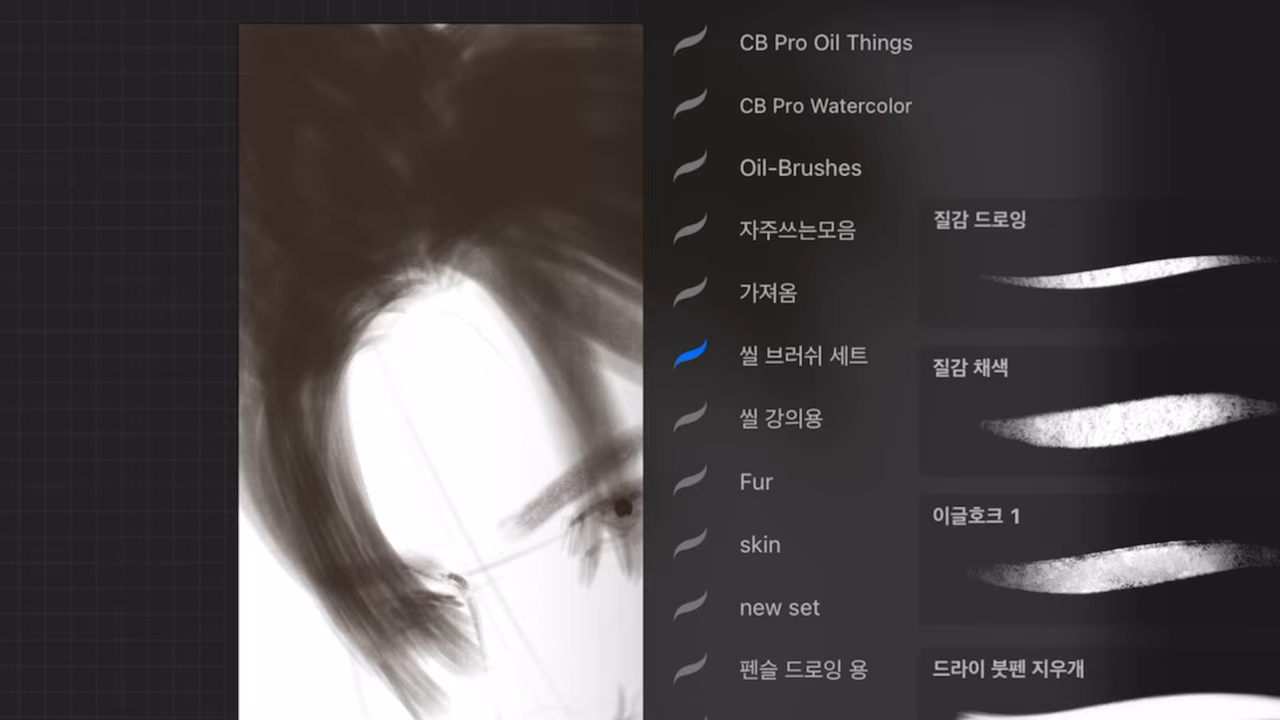 CB Pro Oil Things
CB Pro Watercolor
Oil-Brushes
자주쓰는모음
가져옴
씰 브러쉬 세트
씰 강의용
Fur
skin
new set
펜슬 드로잉 용
질감 드로잉
질감 채색
이글호크 1
드라이 붓펜 지우개